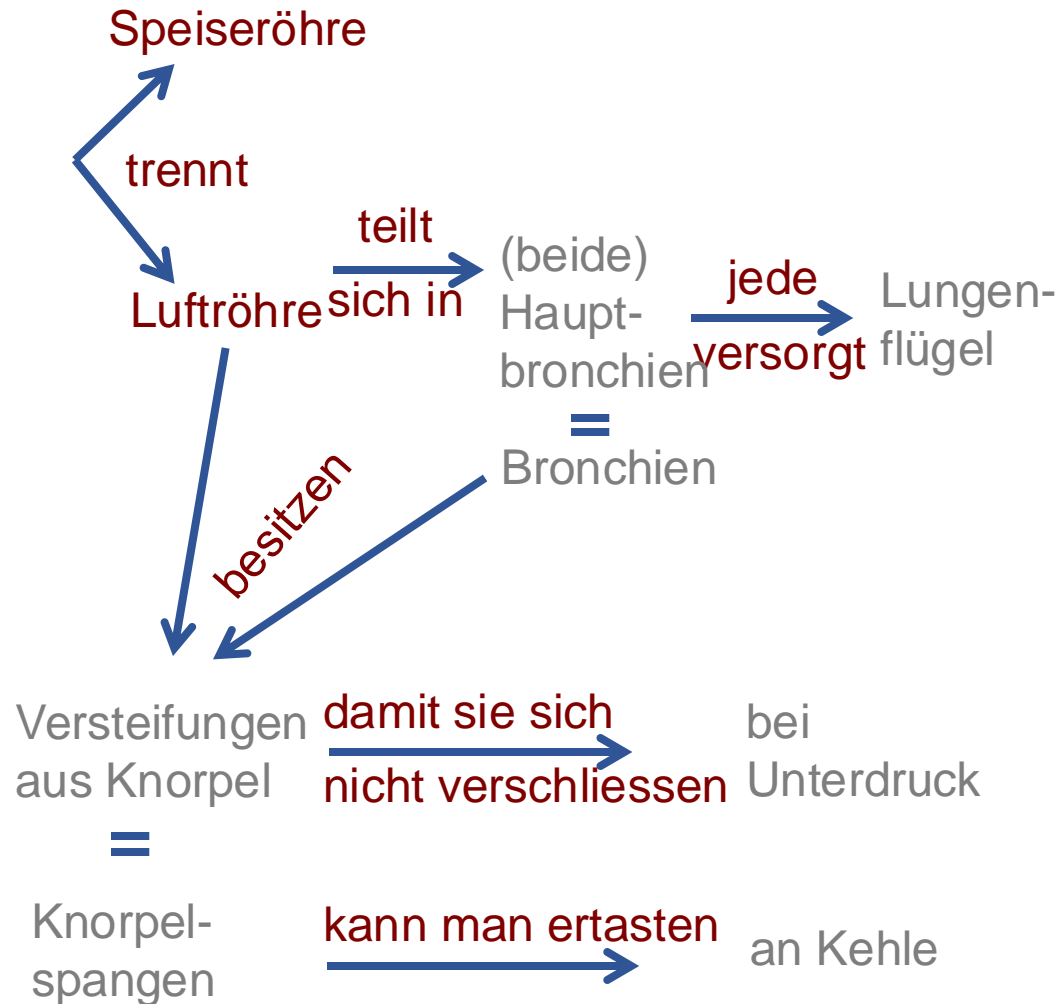 Speiseröhre
trennt
Luftröhre
teilt
sich in
(beide)
Haupt-
bronchien
=
Bronchien
jede
versorgt
Lungen-
flügel
besitzen
Versteifungen
aus Knorpel
damit sie sich
nicht verschliessen
bei
Unterdruck
=
Knorpel-
spangen
kann man ertasten
an Kehle